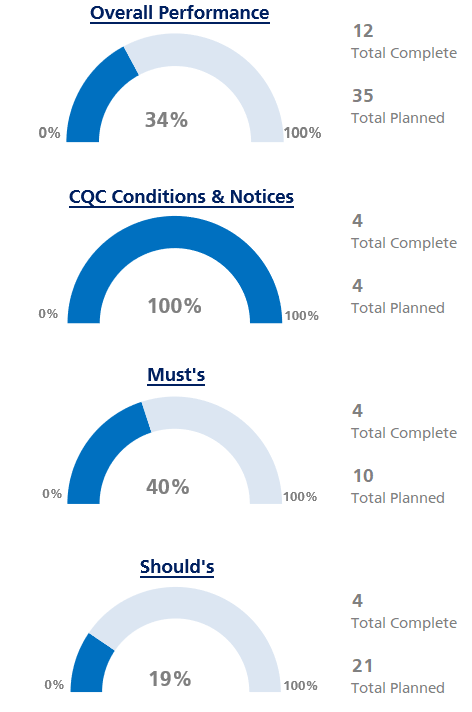 Overall Performance
12
Total Complete
35
Total Planned
34%
0%
100%
CQC Conditions & Notices
4
Total Complete
4
Total Planned
100%
0%
100%
Must's
4
Total Complete
10
Total Planned
40%
0%
100%
Should's
4
Total Complete
21
Total Planned
19%
0%
100%